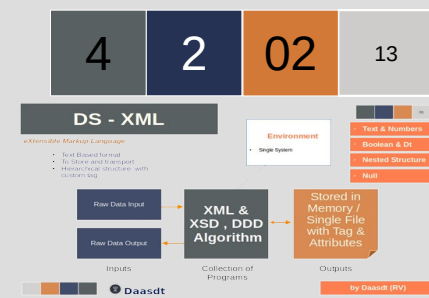 4
2
02
13
DS - XML
eXtensible Markup Language
• Text Based format
• To Store and transport
• Hierarchical structure with
custom tag
Environment
• Single System
• Text & Numbers
• Boolean & Dt
• Nested Structure
• Null
Raw Data Input
Raw Data Output
XML &
XSD , DDD
Algorithm
Stored in
Memory /
Single File
with Tag &
Attributes
Inputs
Collection of
Programs
Outputs
Daasdt
by Daasdt (RV)